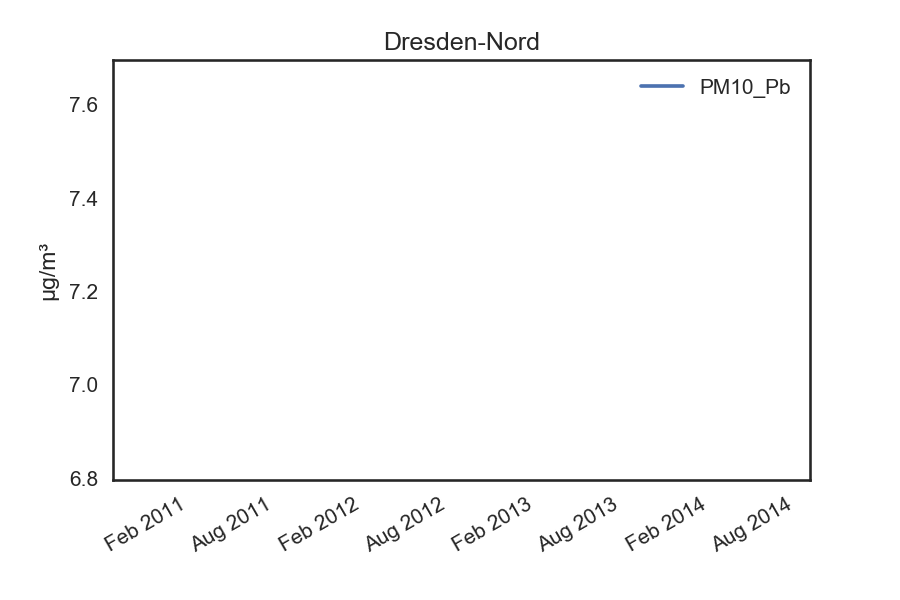 Dresden-Nord
PM10_Pb
7.6
7.4
7.2
7.0
6.8
µg/m³
Feb 2011
Aug 2011
Feb 2012
Aug 2012
Feb 2013
Aug 2013
Feb 2014
Aug 2014